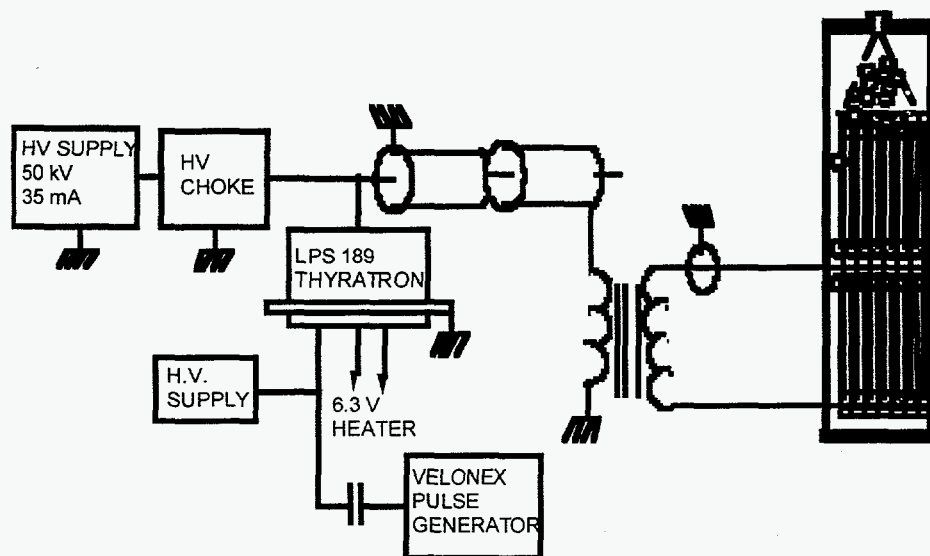 HV SUPPLY
50 kV
35 mA
HV
CHOKE
LPS 189
THYRATRON
H.V.
SUPPLY
6.3 V
HEATER
VELONEX
PULSE
GENERATOR